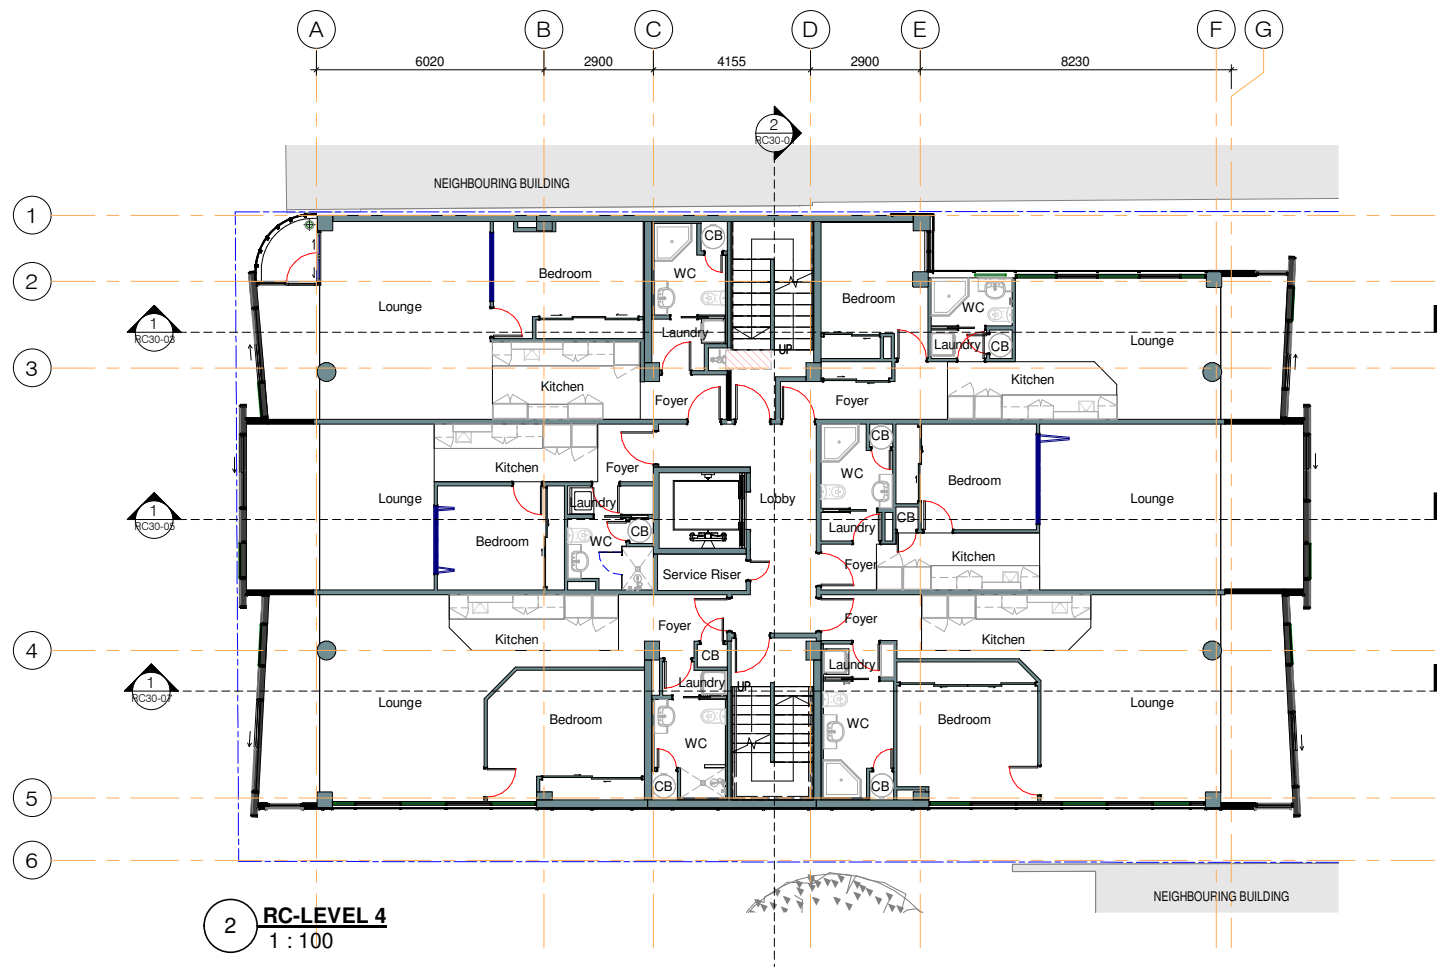 A B C D E F G
6020 2900 4155 2900 8230
2
NEIGHBOURING BUILDING
1
CB
WC
Bedroom
2
WC
Bedroom
Lounge
1
RC30-03
Laundry
Laundry
CB
Lounge
UP
3
Kitchen
Kitchen
Foyer
Foyer
CB
Kitchen
Foyer
Lounge
Lobby
WC
Bedroom
Lounge
1
RC30-05
Laundry
CB
CB
Laundry
Bedroom
WC
Kitchen
Service Riser
Foyer
Foyer
Foyer
4
Kitchen
Kitchen
CB
Laundry
1
RC30-07
Laundry
UP
Lounge
Lounge
Bedroom
Bedroom
WC
WC
CB
CB
5
6
2
RC-LEVEL 4
1 : 100
NEIGHBOURING BUILDING